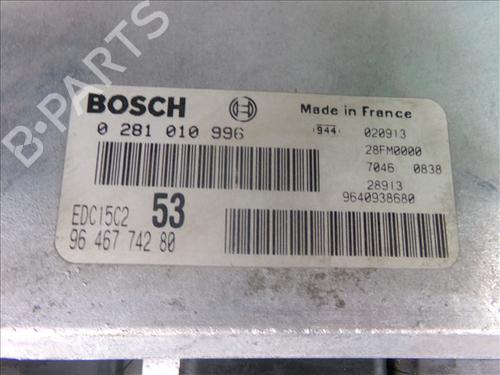 B-PARTS
BOSCH
Made in France
0 281 010 996
944 020913
28FM0000
7046 0838
28913
9640938680
EDC15C2 53
96 467 742 80